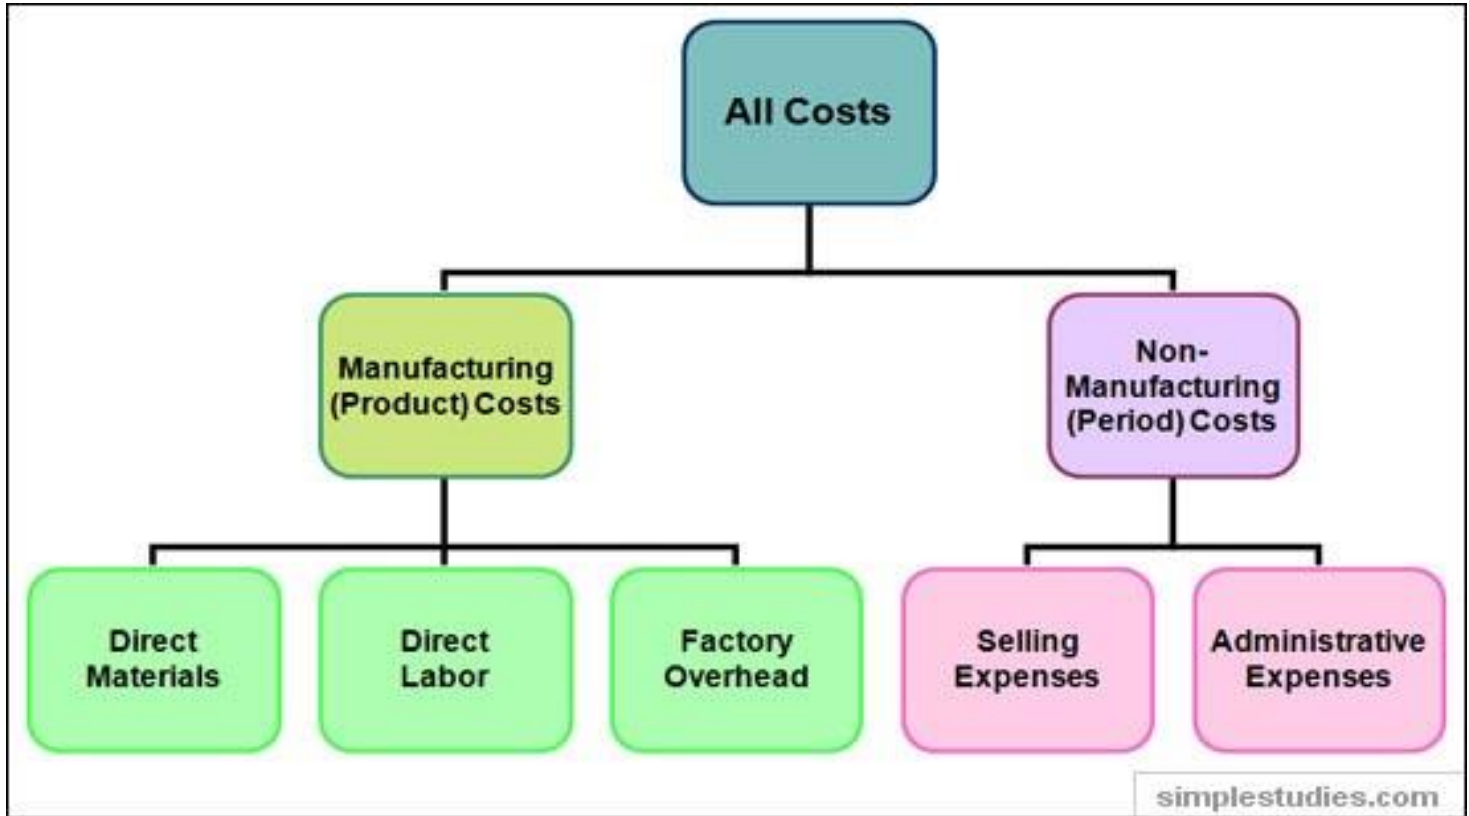 All Costs
Manufacturing
(Product) Costs
Non-
Manufacturing
(Period) Costs
Direct
Materials
Direct
Labor
Factory
Overhead
Selling
Expenses
Administrative
Expenses
simplestudies.com